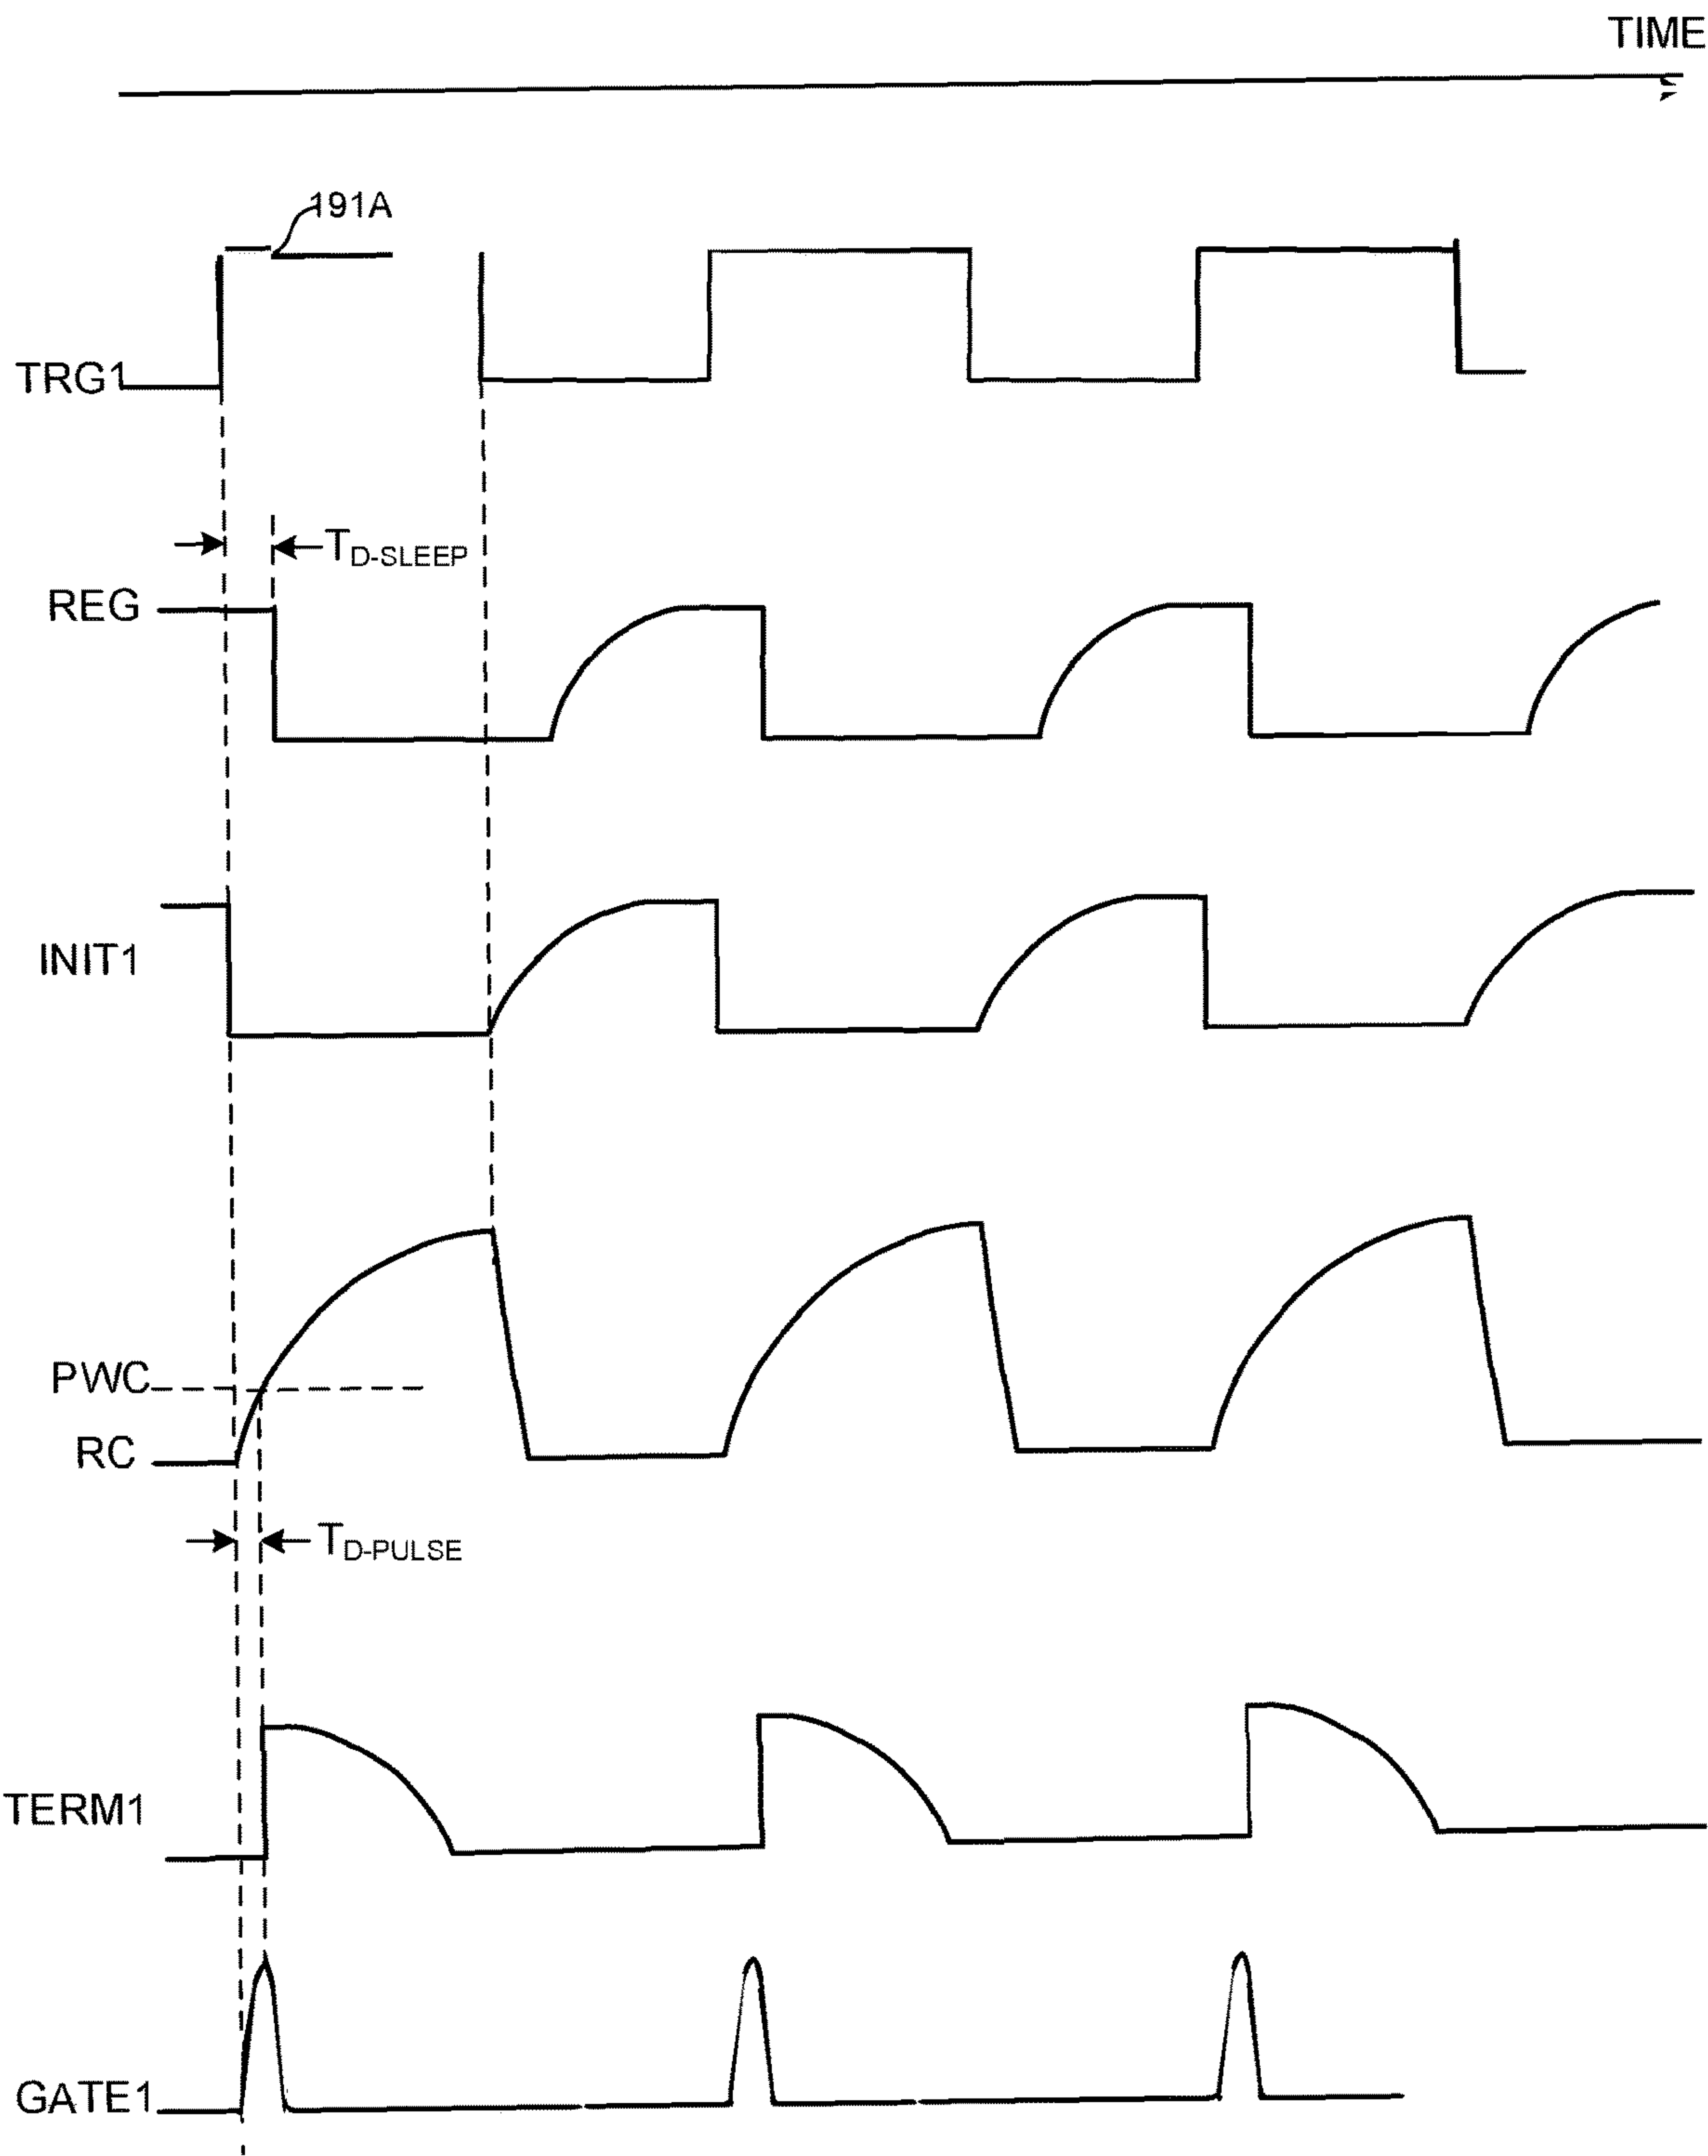 TIME
191A
TRG1
TD-SLEEP
REG
INIT1
PWC
RC
TD-PULSE
TERM1
GATE1